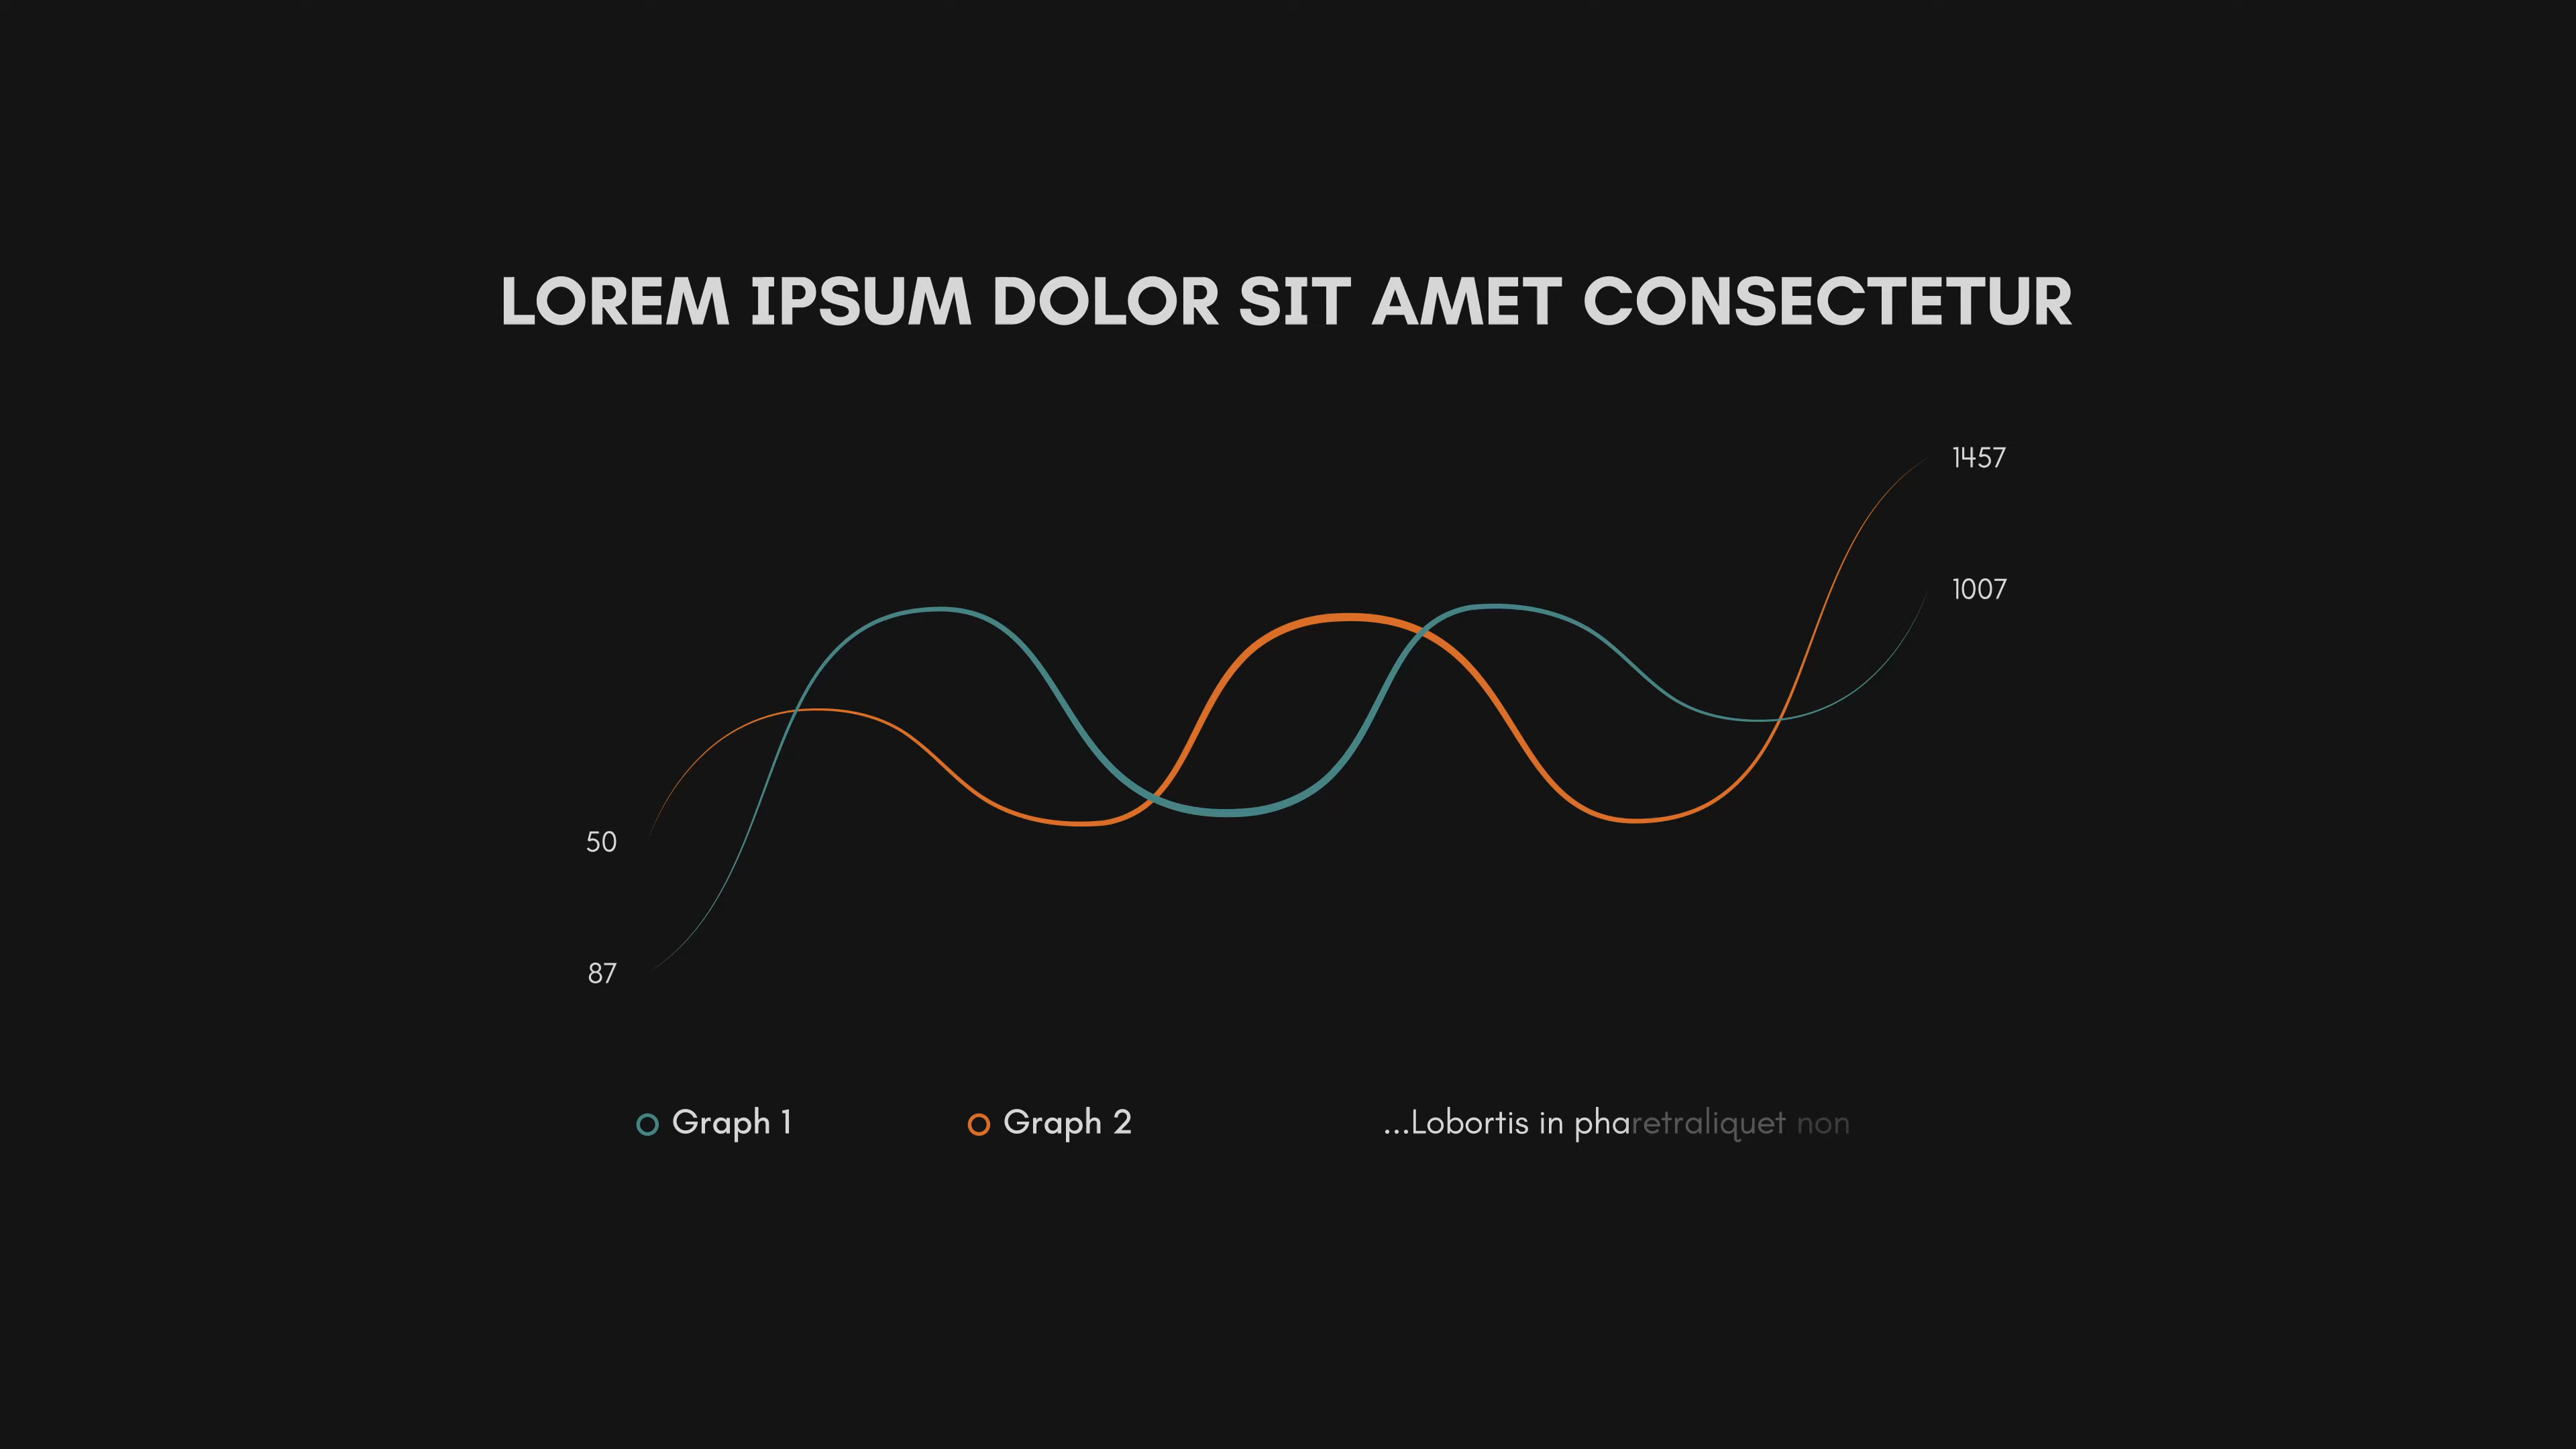 LOREM IPSUM DOLOR SIT AMET CONSECTETUR
1457
1007
50
87
Graph 1
Graph 2
...Lobortis in pharetraliquet non